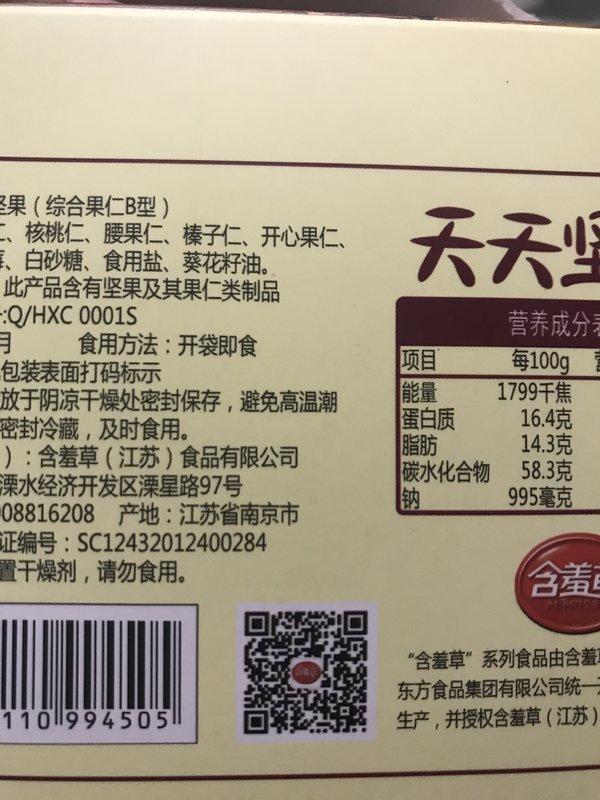 坚果（综合果仁B型）
仁、核桃仁、腰果仁、榛子仁、开心果仁、
莓、白砂糖、食用盐、葵花籽油。
此产品含有坚果及其果仁类制品
:Q/HXC 0001S
月 食用方法：开袋即食
包装表面打码标示
放于阴凉干燥处密封保存，避免高温潮
密封冷藏，及时食用。
）：含羞草（江苏）食品有限公司
溧水经济开发区溧星路97号
008816208 产地：江苏省南京市
证编号：SC12432012400284
置干燥剂，请勿食用。
110 994505
天天坚
营养成分表
项目 每100g 营
能量 1799千焦
蛋白质 16.4克
脂肪 14.3克
碳水化合物 58.3克
钠 995毫克
含羞草
MIMOSA
“含羞草”系列食品由含羞草
东方食品集团有限公司统一
生产，并授权含羞草（江苏）